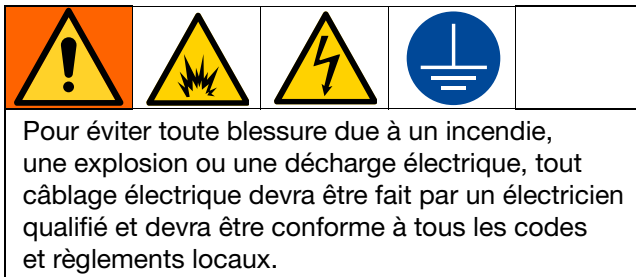 Pour éviter toute blessure due à un incendie,
une explosion ou une décharge électrique, tout
câblage électrique devra être fait par un électricien
qualifié et devra être conforme à tous les codes
et règlements locaux.